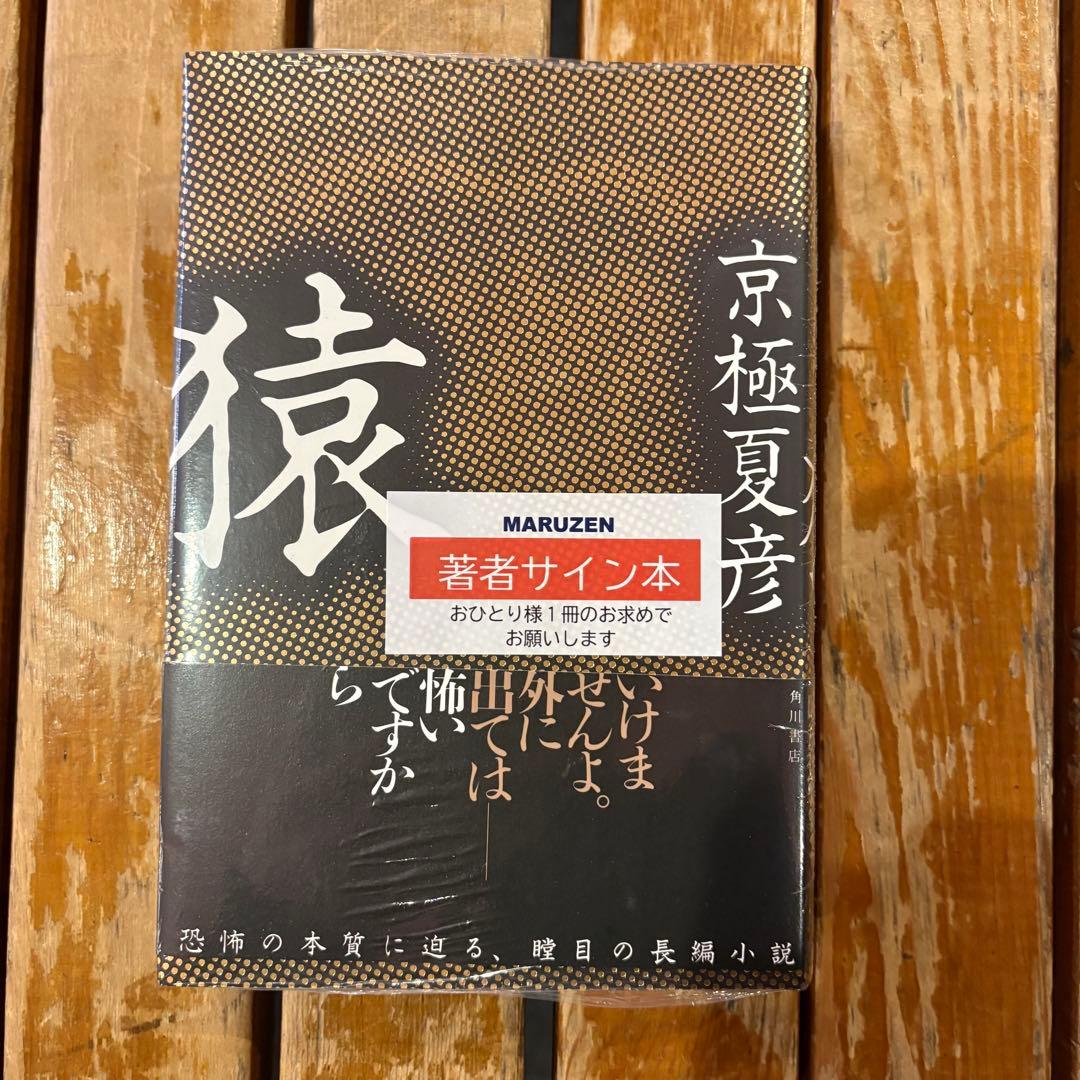 京極夏彦
猿
MARUZEN
著者サイン本
おひとり様1冊のお求めで
お願いします
いけま
せんよ。
外に
出ては―
怖い
ですか
ら
角川書店
恐怖の本質に迫る、瞠目の長編小説